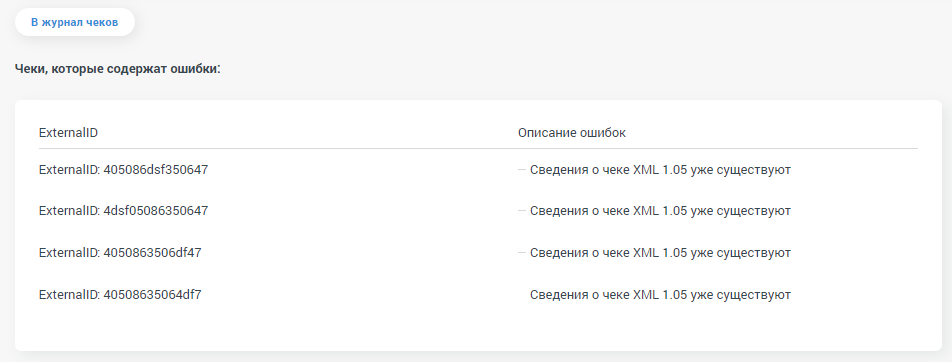 В журнал чеков
Чеки, которые содержат ошибки:
ExternalID Описание ошибок
ExternalID: 405086dsf350647 — Сведения о чеке XML 1.05 уже существуют
ExternalID: 4dsf05086350647 — Сведения о чеке XML 1.05 уже существуют
ExternalID: 4050863506df47 — Сведения о чеке XML 1.05 уже существуют
ExternalID: 40508635064df7 Сведения о чеке XML 1.05 уже существуют